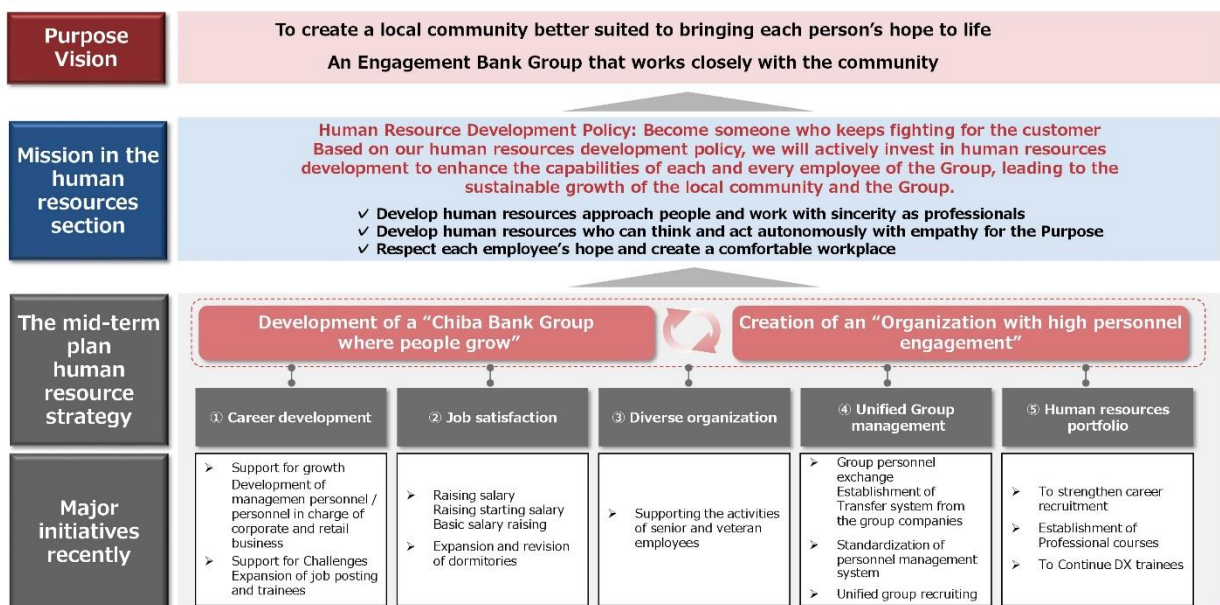 Purpose
Vision
To create a local community better suited to bringing each person's hope to life
An Engagement Bank Group that works closely with the community
Mission in the
human
resources
section
Human Resource Development Policy: Become someone who keeps fighting for the customer
Based on our human resources development policy, we will actively invest in human resources
development to enhance the capabilities of each and every employee of the Group, leading to the
sustainable growth of the local community and the Group.
✓ Develop human resources approach people and work with sincerity as professionals
✓ Develop human resources who can think and act autonomously with empathy for the Purpose
✓ Respect each employee's hope and create a comfortable workplace
The mid-term
plan
human
resource
strategy
Development of a "Chiba Bank Group
where people grow"
Creation of an "Organization with high personnel
engagement"
① Career development
② Job satisfaction
③ Diverse organization
④ Unified Group
management
⑤ Human resources
portfolio
Major
initiatives
recently
➢ Support for growth
Development of
managemen personnel /
personnel in charge of
corporate and retail
business
➢ Support for Challenges
Expansion of job posting
and trainees
➢ Raising salary
Raising starting salary
Basic salary raising
➢ Expansion and revision
of dormitories
➢ Supporting the activities
of senior and veteran
employees
➢ Group personnel
exchange
Establishment of
Transfer system from
the group companies
➢ Standardization of
personnel management
system
➢ Unified group recruiting
➢ To strengthen career
recruitment
➢ Establishment of
Professional courses
➢ To Continue DX trainees